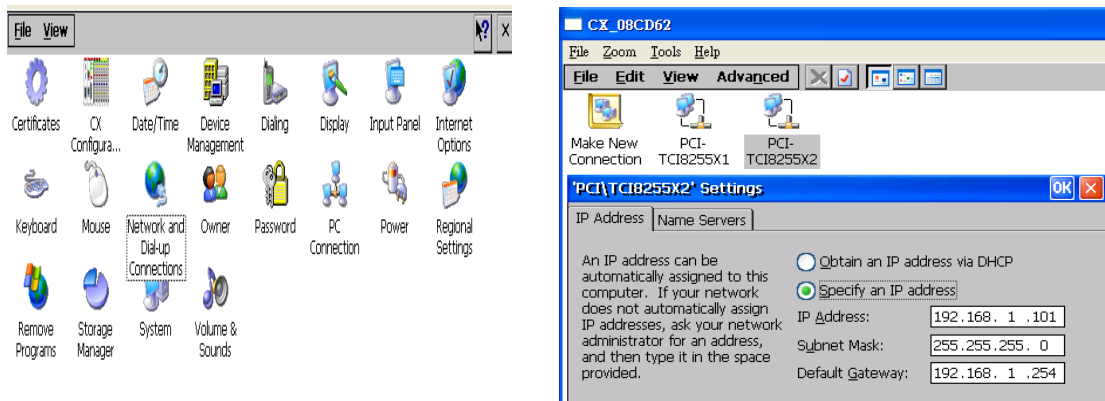 File View
Certificates
CX
Configura...
Date/Time
Device
Management
Dialing
Display
Input Panel
Internet
Options
Keyboard
Mouse
Network and
Dial-up
Connections
Owner
Password
PC
Connection
Power
Regional
Settings
Remove
Programs
Storage
Manager
System
Volume &
Sounds
CX_08CD62
File Zoom Tools Help
File Edit View Advanced
Make New
Connection
PCI-
TCI8255X1
PCI-
TCI8255X2
'PCI\TCI8255X2' Settings OK
IP Address Name Servers
An IP address can be
automatically assigned to this
computer. If your network
does not automatically assign
IP addresses, ask your network
administrator for an address,
and then type it in the space
provided.
Obtain an IP address via DHCP
Specify an IP address
IP Address: 192.168. 1 .101
Subnet Mask: 255.255.255. 0
Default Gateway: 192.168. 1 .254